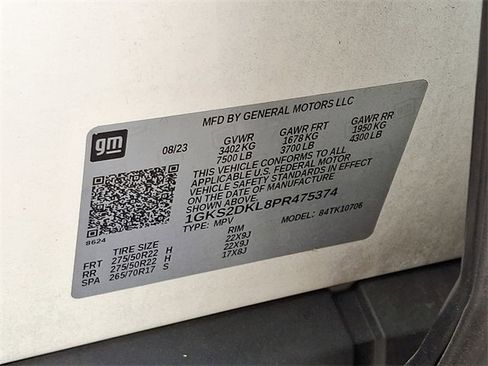 MFD BY GENERAL MOTORS LLC
gm
08/23
GVWR
3402 KG
7500 LB
GAWR FRT
1678 KG
3700 LB
GAWR RR
1950 KG
4300 LB
THIS VEHICLE CONFORMS TO ALL
APPLICABLE U.S. FEDERAL MOTOR
VEHICLE SAFETY STANDARDS IN EFFECT
ON THE DATE OF MANUFACTURE
SHOWN ABOVE.
1GKS2DKL8PR475374
TYPE: MPV
MODEL: 84TK10706
8624
TIRE SIZE
RIM
FRT 275/50R22 H 22X9J
RR 275/50R22 H 22X9J
SPA 265/70R17 S 17X8J